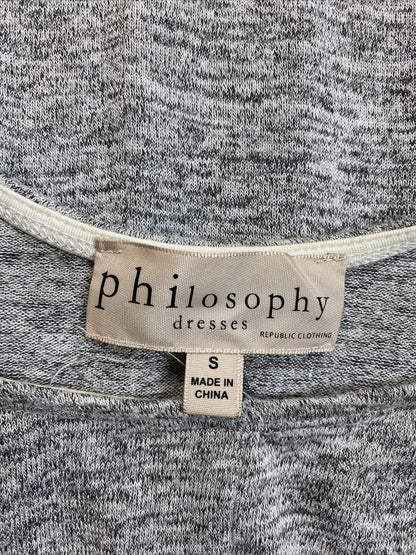 philosophy
dresses
REPUBLIC CLOTHING
S
MADE IN
CHINA